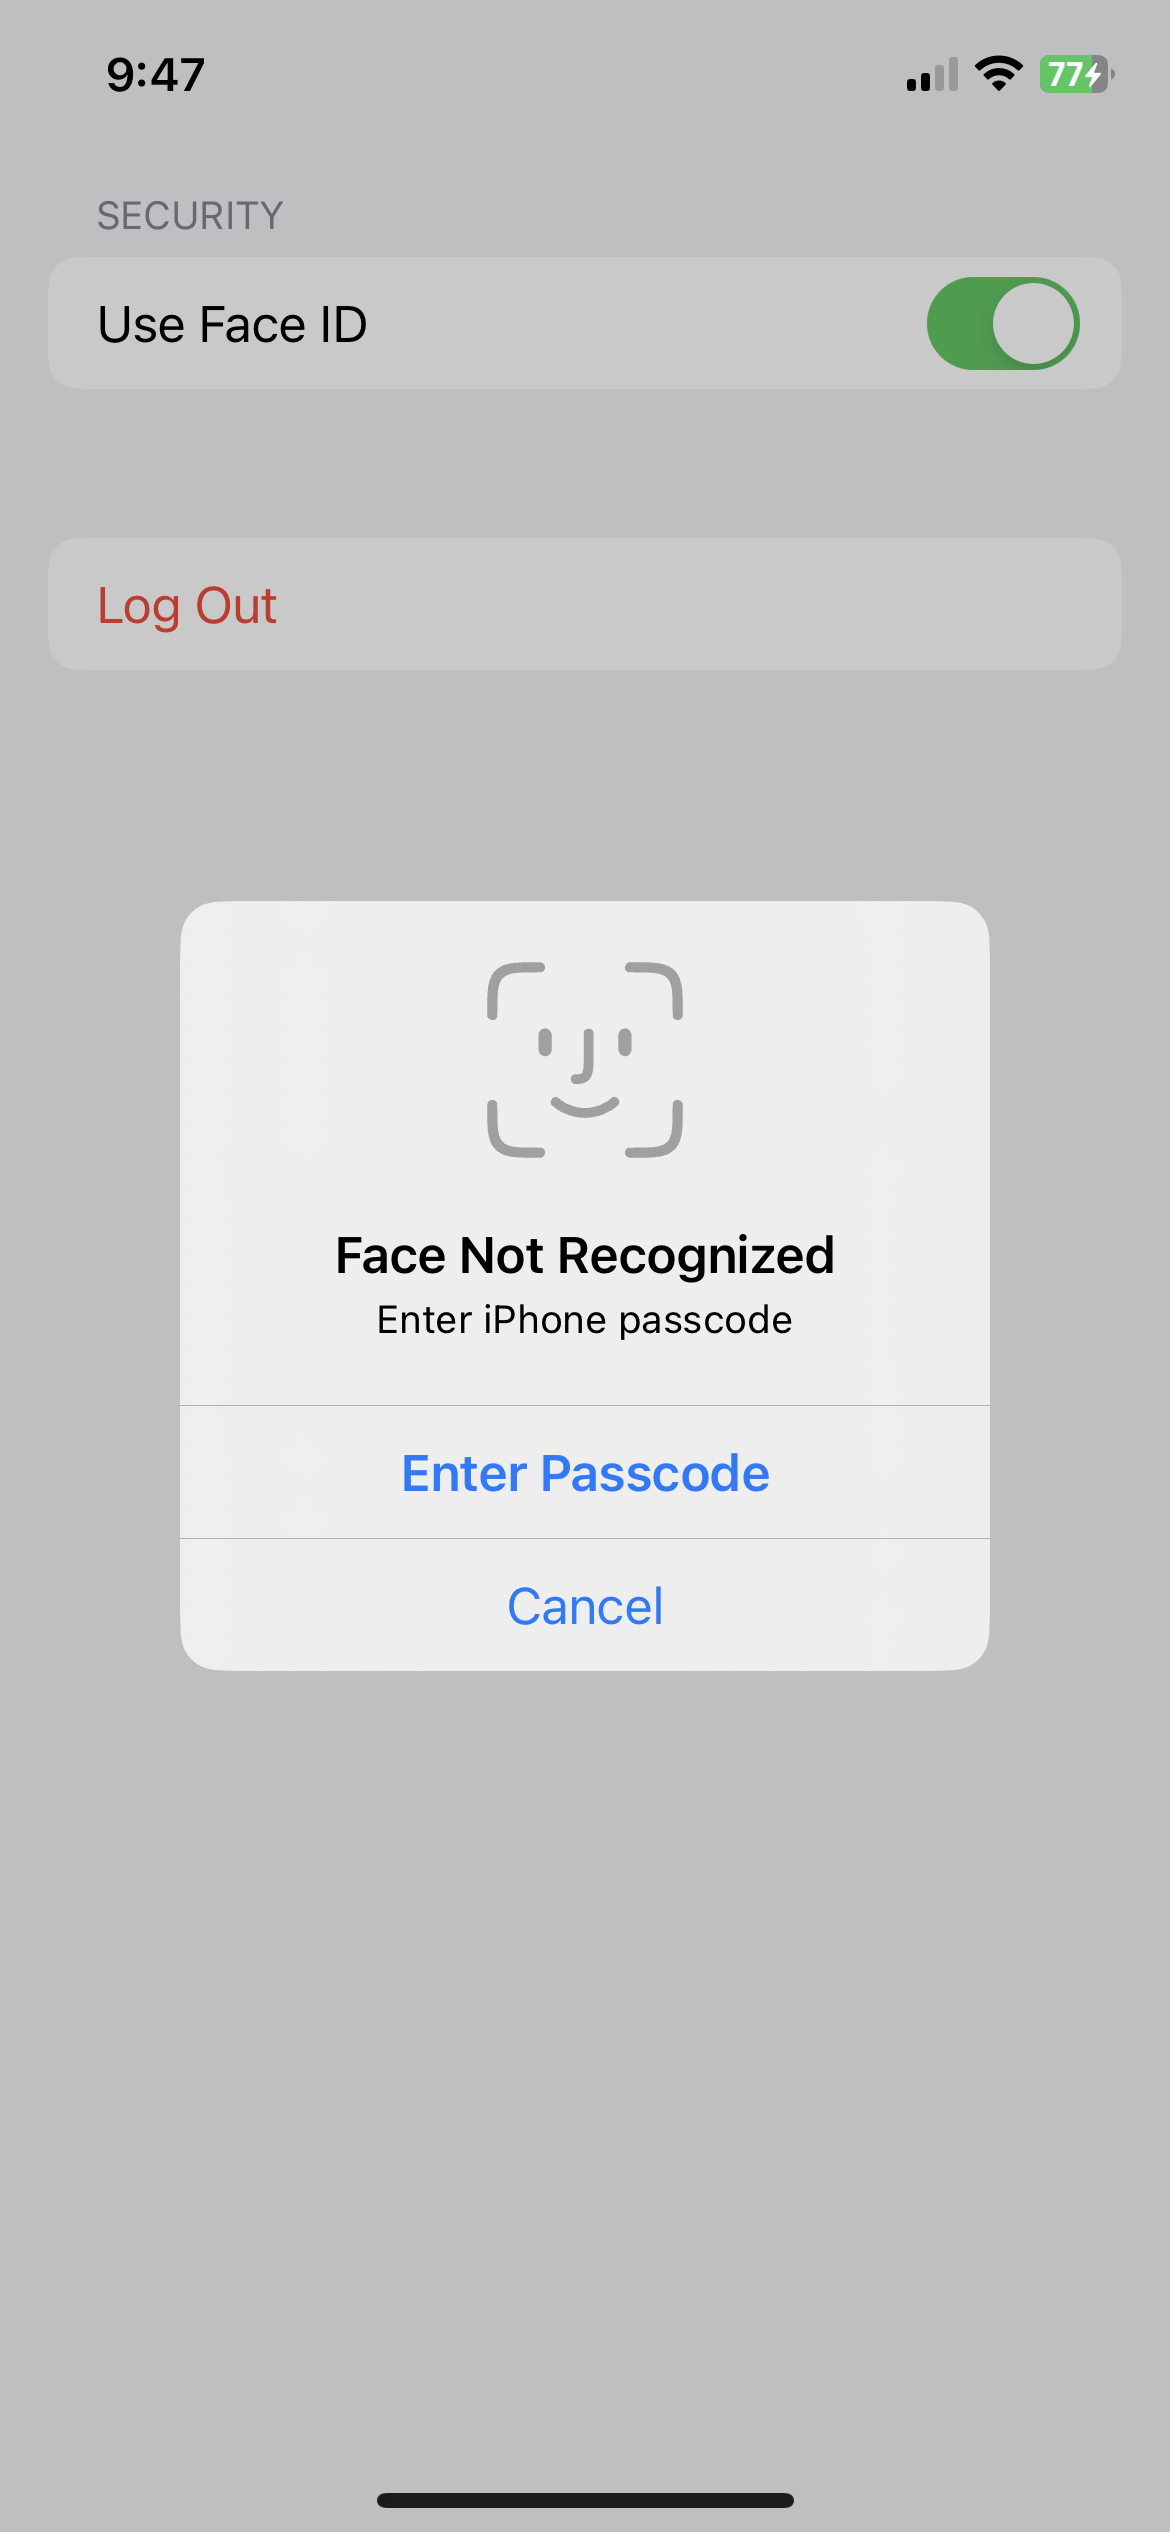 9:47
77
SECURITY
Use Face ID
Log Out
Face Not Recognized
Enter iPhone passcode
Enter Passcode
Cancel